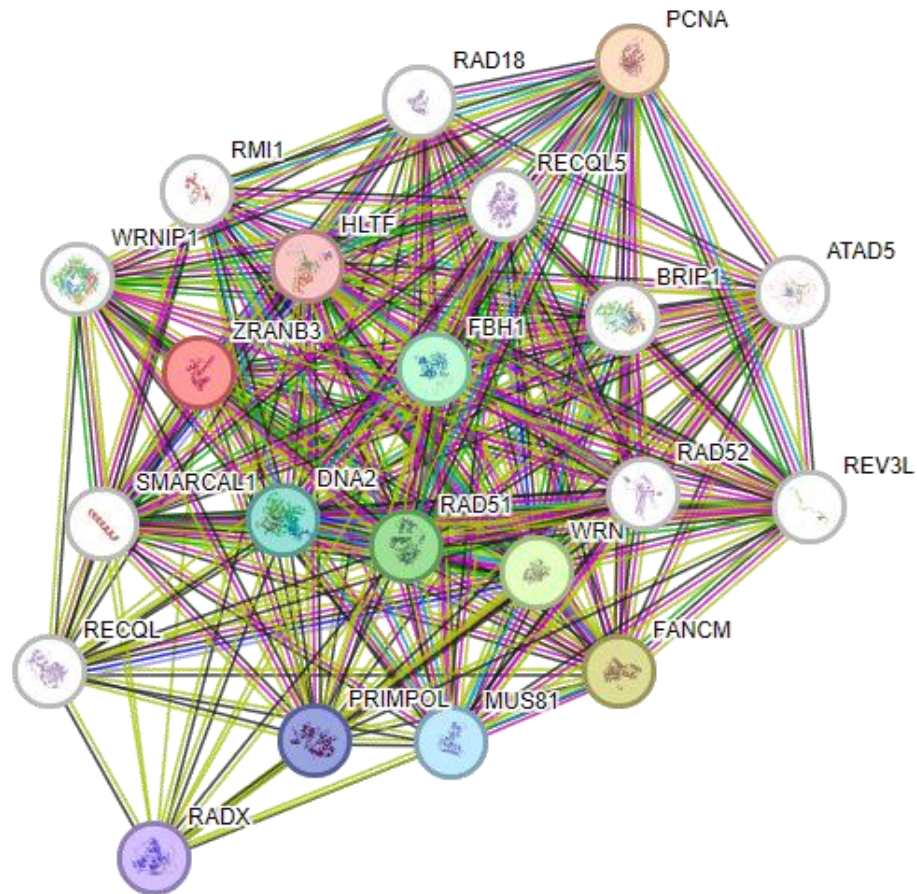 PCNA
RAD18
RMI1
RECQL5
HLTF
WRNIP1
ATAD5
BRIP1
ZRANB3
FBH1
RAD52
REV3L
SMARCAL1
DNA2
RAD51
WRN
FANCM
RECQL
PRIMPOL
MUS81
RADX